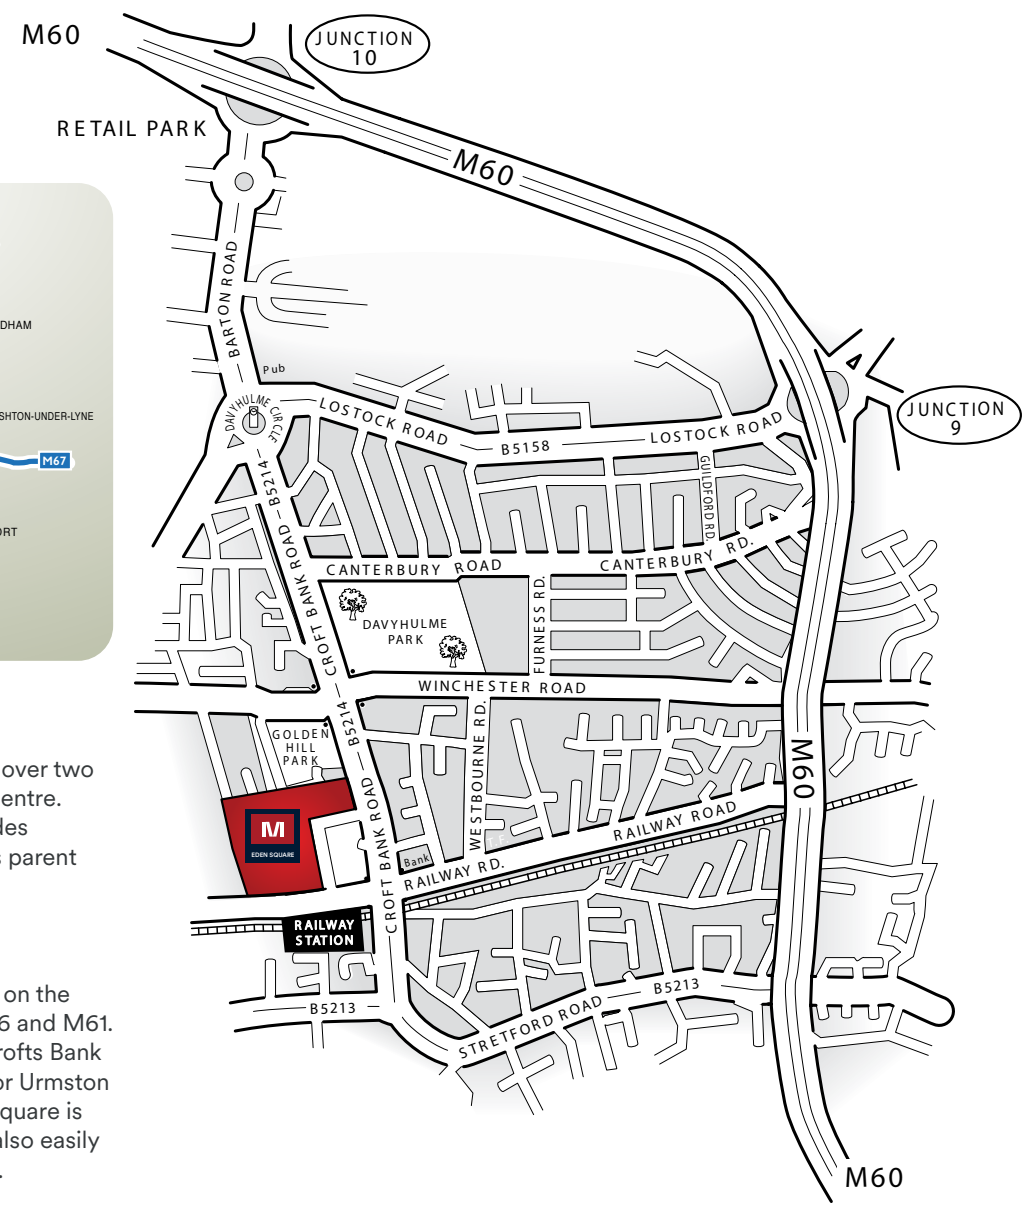 M60
JUNCTION
10
RETAIL PARK
M60
BARTON ROAD
DHAM
Pub
SHTON-UNDER-LYNE
M67
ORT
DAVYHULME CIRCLE
LOSTOCK ROAD
B5158
LOSTOCK ROAD
JUNCTION
9
GUILDFORD RD.
B5214
CROFT BANK ROAD
CANTERBURY ROAD
CANTERBURY RD.
DAVYHULME
PARK
FURNESS RD.
WINCHESTER ROAD
B5214
GOLDEN
HILL
PARK
WESTBOURNE RD.
M60
over two
entre.
des
s parent
M
EDEN SQUARE
CROFT BANK ROAD
Bank
RAILWAY RD.
RAILWAY ROAD
RAILWAY
STATION
on the
6 and M61.
rofts Bank
or Urmston
quare is
also easily
.
B5213
STRETFORD ROAD
B5213
M60